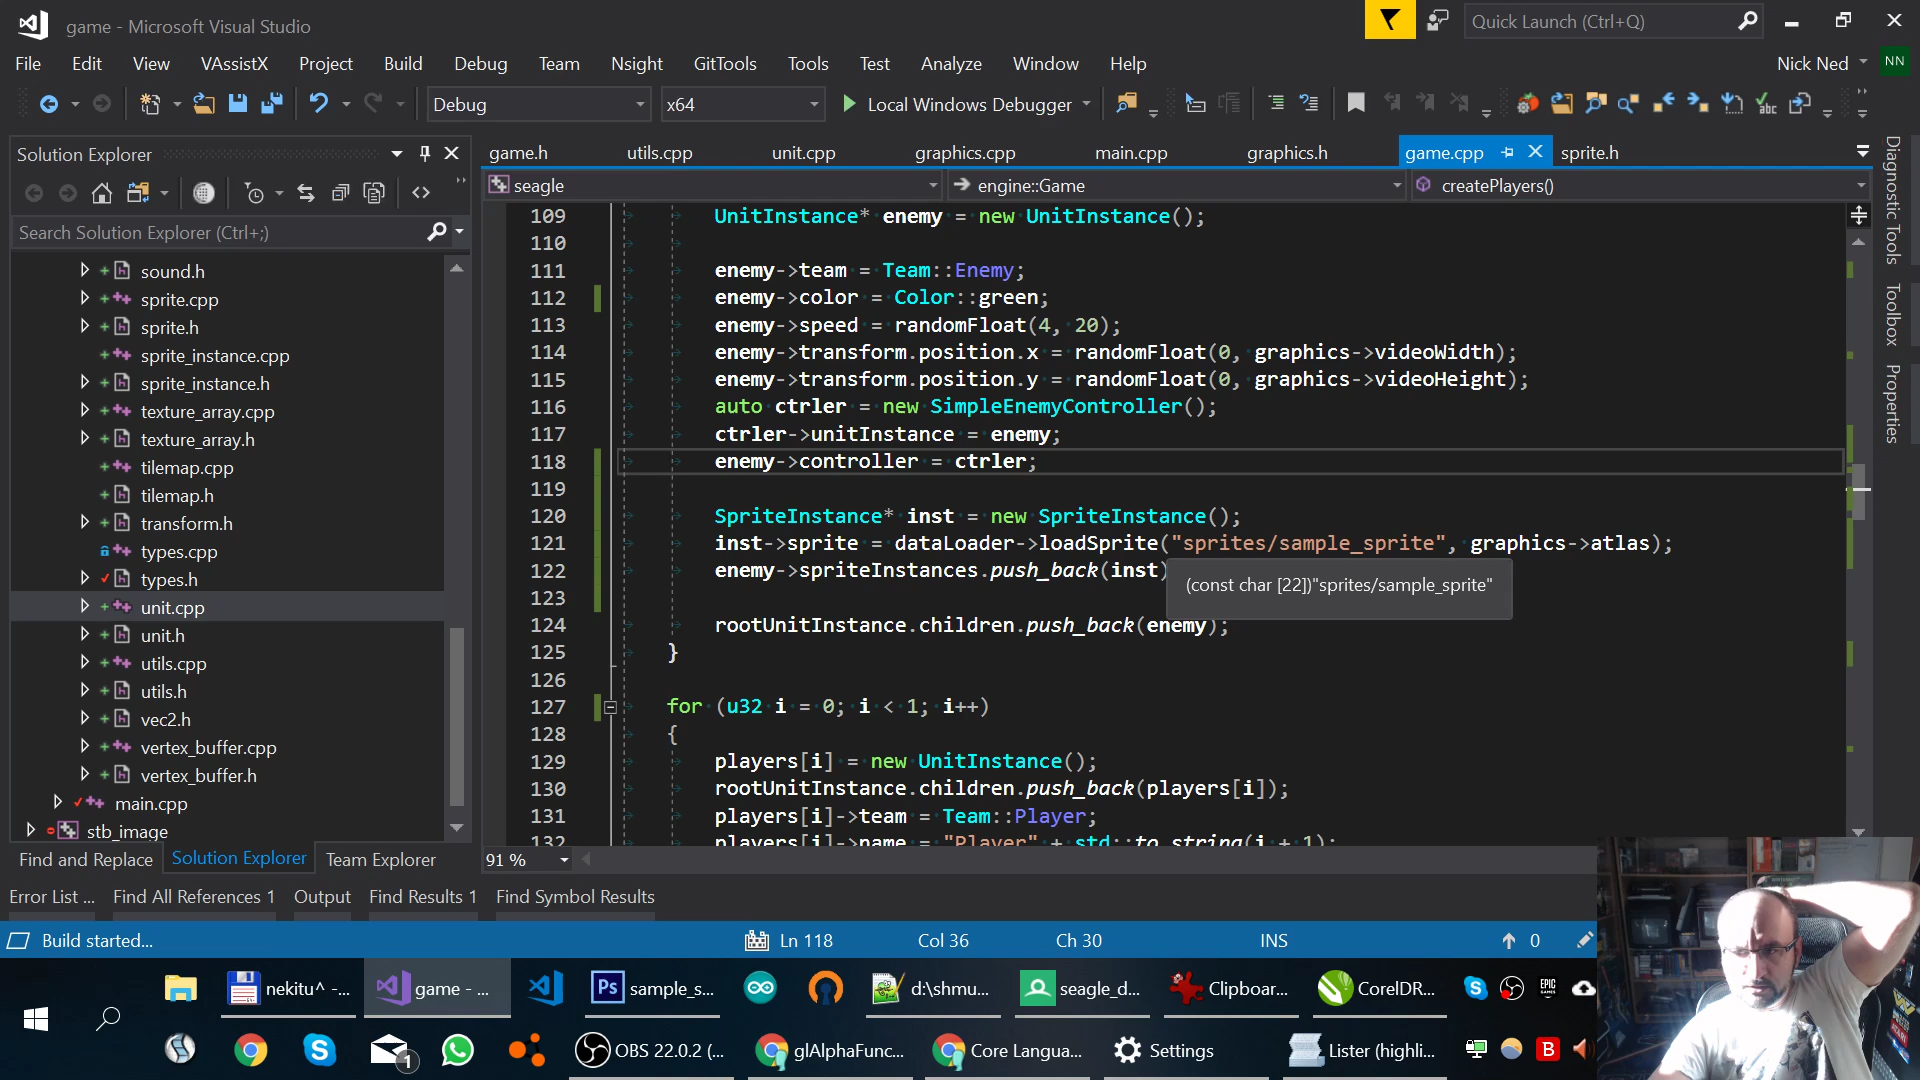 game - Microsoft Visual Studio
Quick Launch (Ctrl+Q)
File Edit View VAssistX Project Build Debug Team Nsight GitTools Tools Test Analyze Window Help
Nick Ned NN
Debug x64 Local Windows Debugger
Solution Explorer
game.h utils.cpp unit.cpp graphics.cpp main.cpp graphics.h game.cpp sprite.h
seagle engine::Game createPlayers()
Search Solution Explorer (Ctrl+;)
sound.h
sprite.cpp
sprite.h
sprite_instance.cpp
sprite_instance.h
texture_array.cpp
texture_array.h
tilemap.cpp
tilemap.h
transform.h
types.cpp
types.h
unit.cpp
unit.h
utils.cpp
utils.h
vec2.h
vertex_buffer.cpp
vertex_buffer.h
main.cpp
stb_image
109 UnitInstance* enemy = new UnitInstance();
110
111 enemy->team = Team::Enemy;
112 enemy->color = Color::green;
113 enemy->speed = randomFloat(4, 20);
114 enemy->transform.position.x = randomFloat(0, graphics->videoWidth);
115 enemy->transform.position.y = randomFloat(0, graphics->videoHeight);
116 auto ctrler = new SimpleEnemyController();
117 ctrler->unitInstance = enemy;
118 enemy->controller = ctrler;
119
120 SpriteInstance* inst = new SpriteInstance();
121 inst->sprite = dataLoader->loadSprite("sprites/sample_sprite", graphics->atlas);
122 enemy->spriteInstances.push_back(inst)
(const char [22])"sprites/sample_sprite"
123
124 rootUnitInstance.children.push_back(enemy);
125 }
126
127 for (u32 i = 0; i < 1; i++)
128 {
129 players[i] = new UnitInstance();
130 rootUnitInstance.children.push_back(players[i]);
131 players[i]->team = Team::Player;
132 players[i]->name = "Player" + std::to_string(i + 1);
Diagnostic Tools
Toolbox
Properties
Find and Replace Solution Explorer Team Explorer
91 %
Error List ... Find All References 1 Output Find Results 1 Find Symbol Results
Build started... Ln 118 Col 36 Ch 30 INS 0
nekitu^ -... game - ... Ps sample_s... d:\shmu... seagle_d... Clipboar... CorelDR...
EPIC GAMES
1 OBS 22.0.2 (... glAlphaFunc... Core Langua... Settings Lister (highli... B